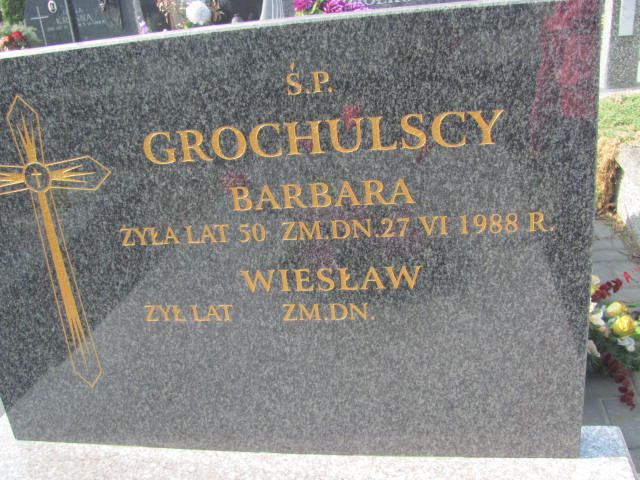 Ś.P.
GROCHULSCY
BARBARA
ŻYŁA LAT 50 ZM.DN.27 VI 1988 R.
WIESŁAW
ŻYŁ LAT ZM.DN.